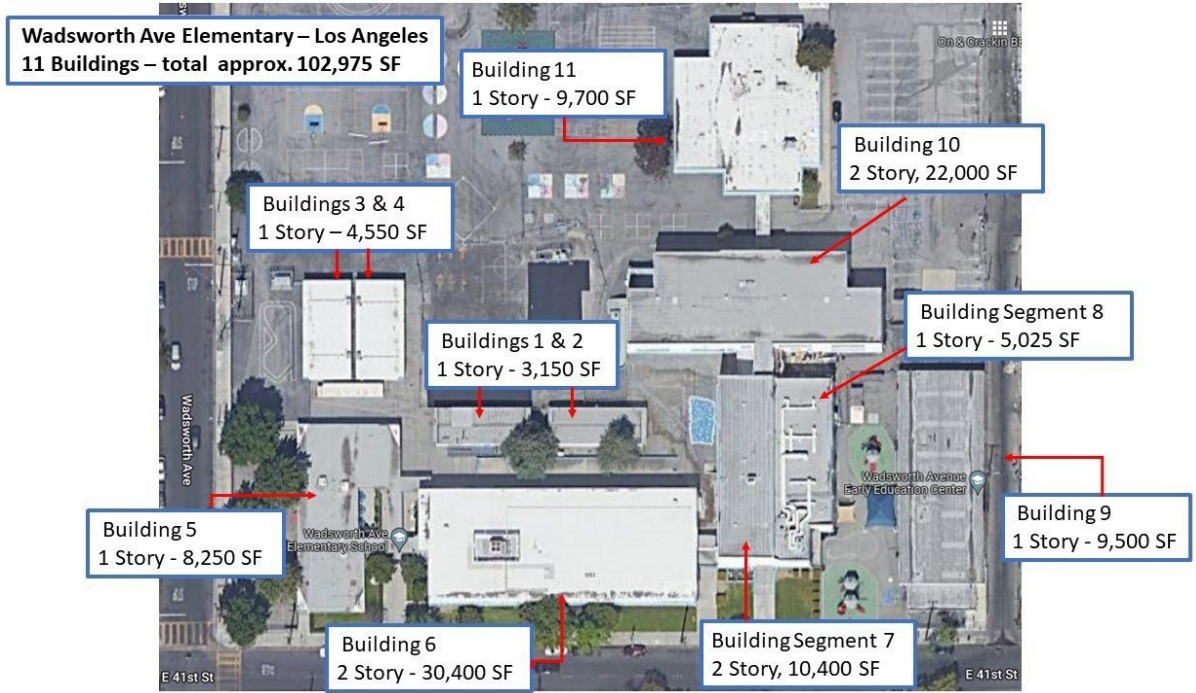 Wadsworth Ave Elementary – Los Angeles
11 Buildings – total approx. 102,975 SF
Building 11
1 Story - 9,700 SF
On & Crackin B
Building 10
2 Story, 22,000 SF
Buildings 3 & 4
1 Story – 4,550 SF
Building Segment 8
1 Story - 5,025 SF
Buildings 1 & 2
1 Story - 3,150 SF
Wadsworth Ave
Wadsworth Avenue
Early Education Center
Building 5
1 Story - 8,250 SF
Wadsworth Ave
Elementary School
Building 9
1 Story - 9,500 SF
Building 6
2 Story - 30,400 SF
Building Segment 7
2 Story, 10,400 SF
E 41st St
E 41st St